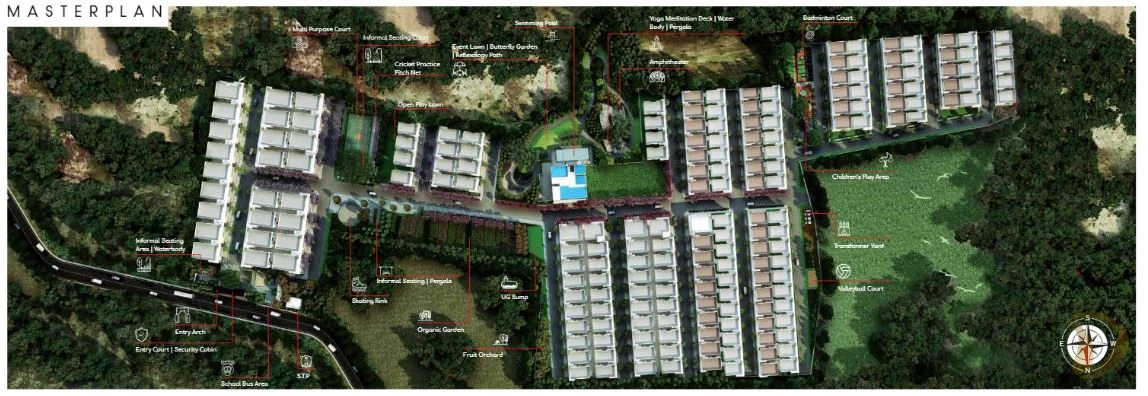 MASTERPLAN
Multi Purpose Court
Informal Seating Court
Cricket Practice
Pitch Net
Open Play Lawn
Event Lawn | Butterfly Garden
| Reflexology Path
Swimming Pool
Yoga Meditation Deck | Water
Body | Pergola
Amphitheater
Badminton Court
Children's Play Area
Transformer Yard
Volleyball Court
Informal Seating
Area | Waterbody
Entry Arch
Entry Court | Security Cabin
School Bus Area
S.T.P
Skating Rink
Informal Seating | Pergola
Organic Garden
UG Sump
Fruit Orchard
S
E
W
N